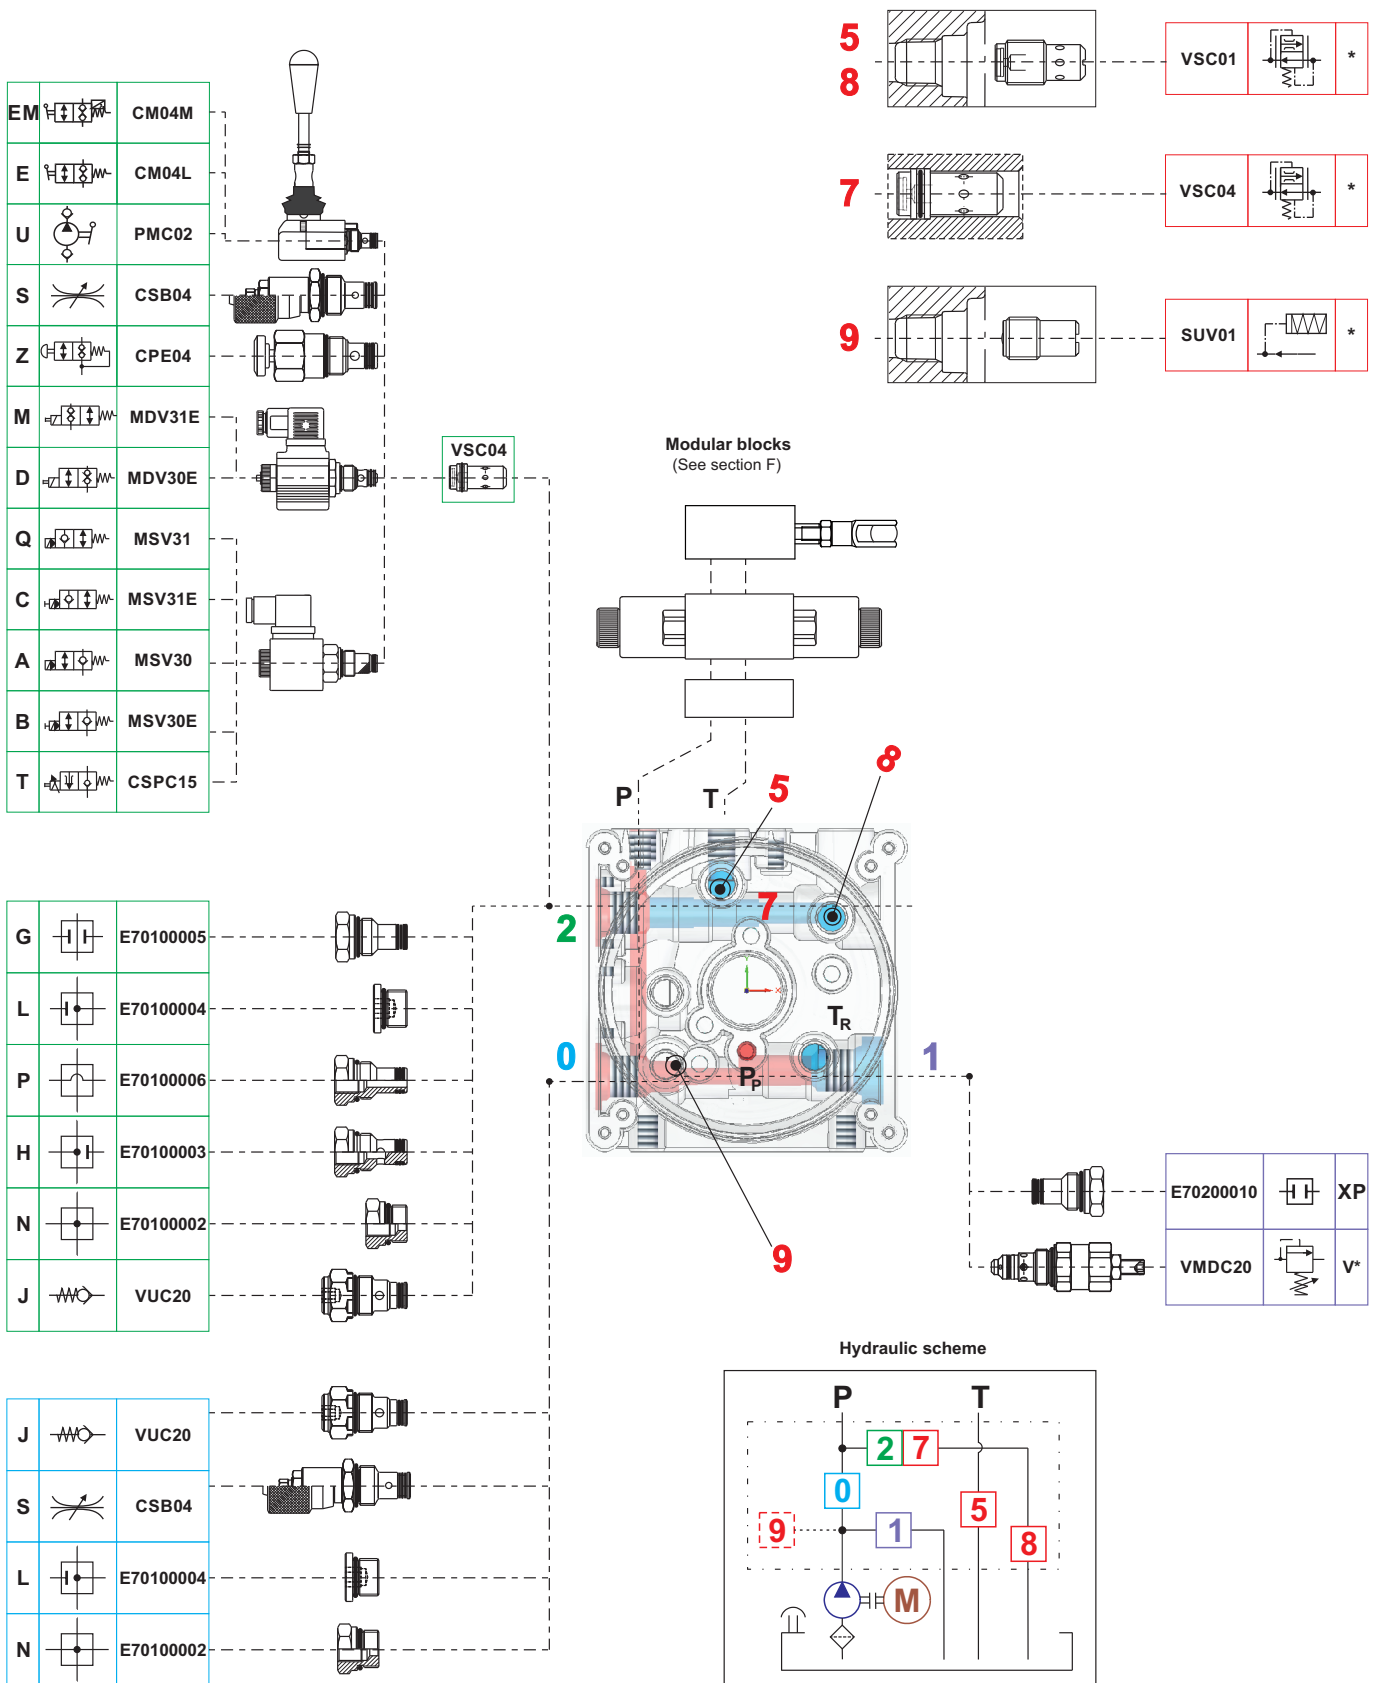 EM CM04M
E CM04L
U PMC02
S CSB04
Z CPE04
M MDV31E
D MDV30E
Q MSV31
C MSV31E
A MSV30
B MSV30E
T CSPC15
VSC04
5
8
VSC01 *
7
VSC04 *
9
SUV01 *
Modular blocks
(See section F)
P T 5 8
2 7
0 1
T R
P P
9
G E70100005
L E70100004
P E70100006
H E70100003
N E70100002
J VUC20
E70200010 XP
VMDC20 V*
J VUC20
S CSB04
L E70100004
N E70100002
Hydraulic scheme
P T
2 7
0
5
9 1
8
M